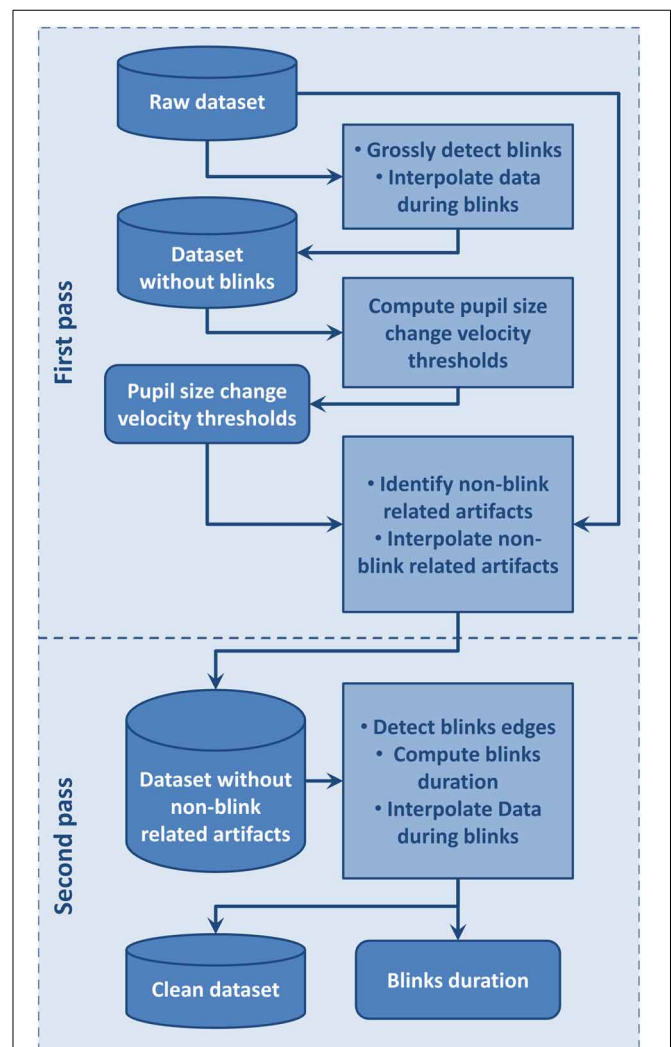 First pass
Raw dataset
• Grossly detect blinks
• Interpolate data
during blinks
Dataset
without blinks
Compute pupil size
change velocity
thresholds
Pupil size change
velocity thresholds
• Identify non-blink
related artifacts
• Interpolate non-
blink related artifacts
Second pass
Dataset without
non-blink
related artifacts
• Detect blinks edges
• Compute blinks
duration
• Interpolate Data
during blinks
Clean dataset
Blinks duration